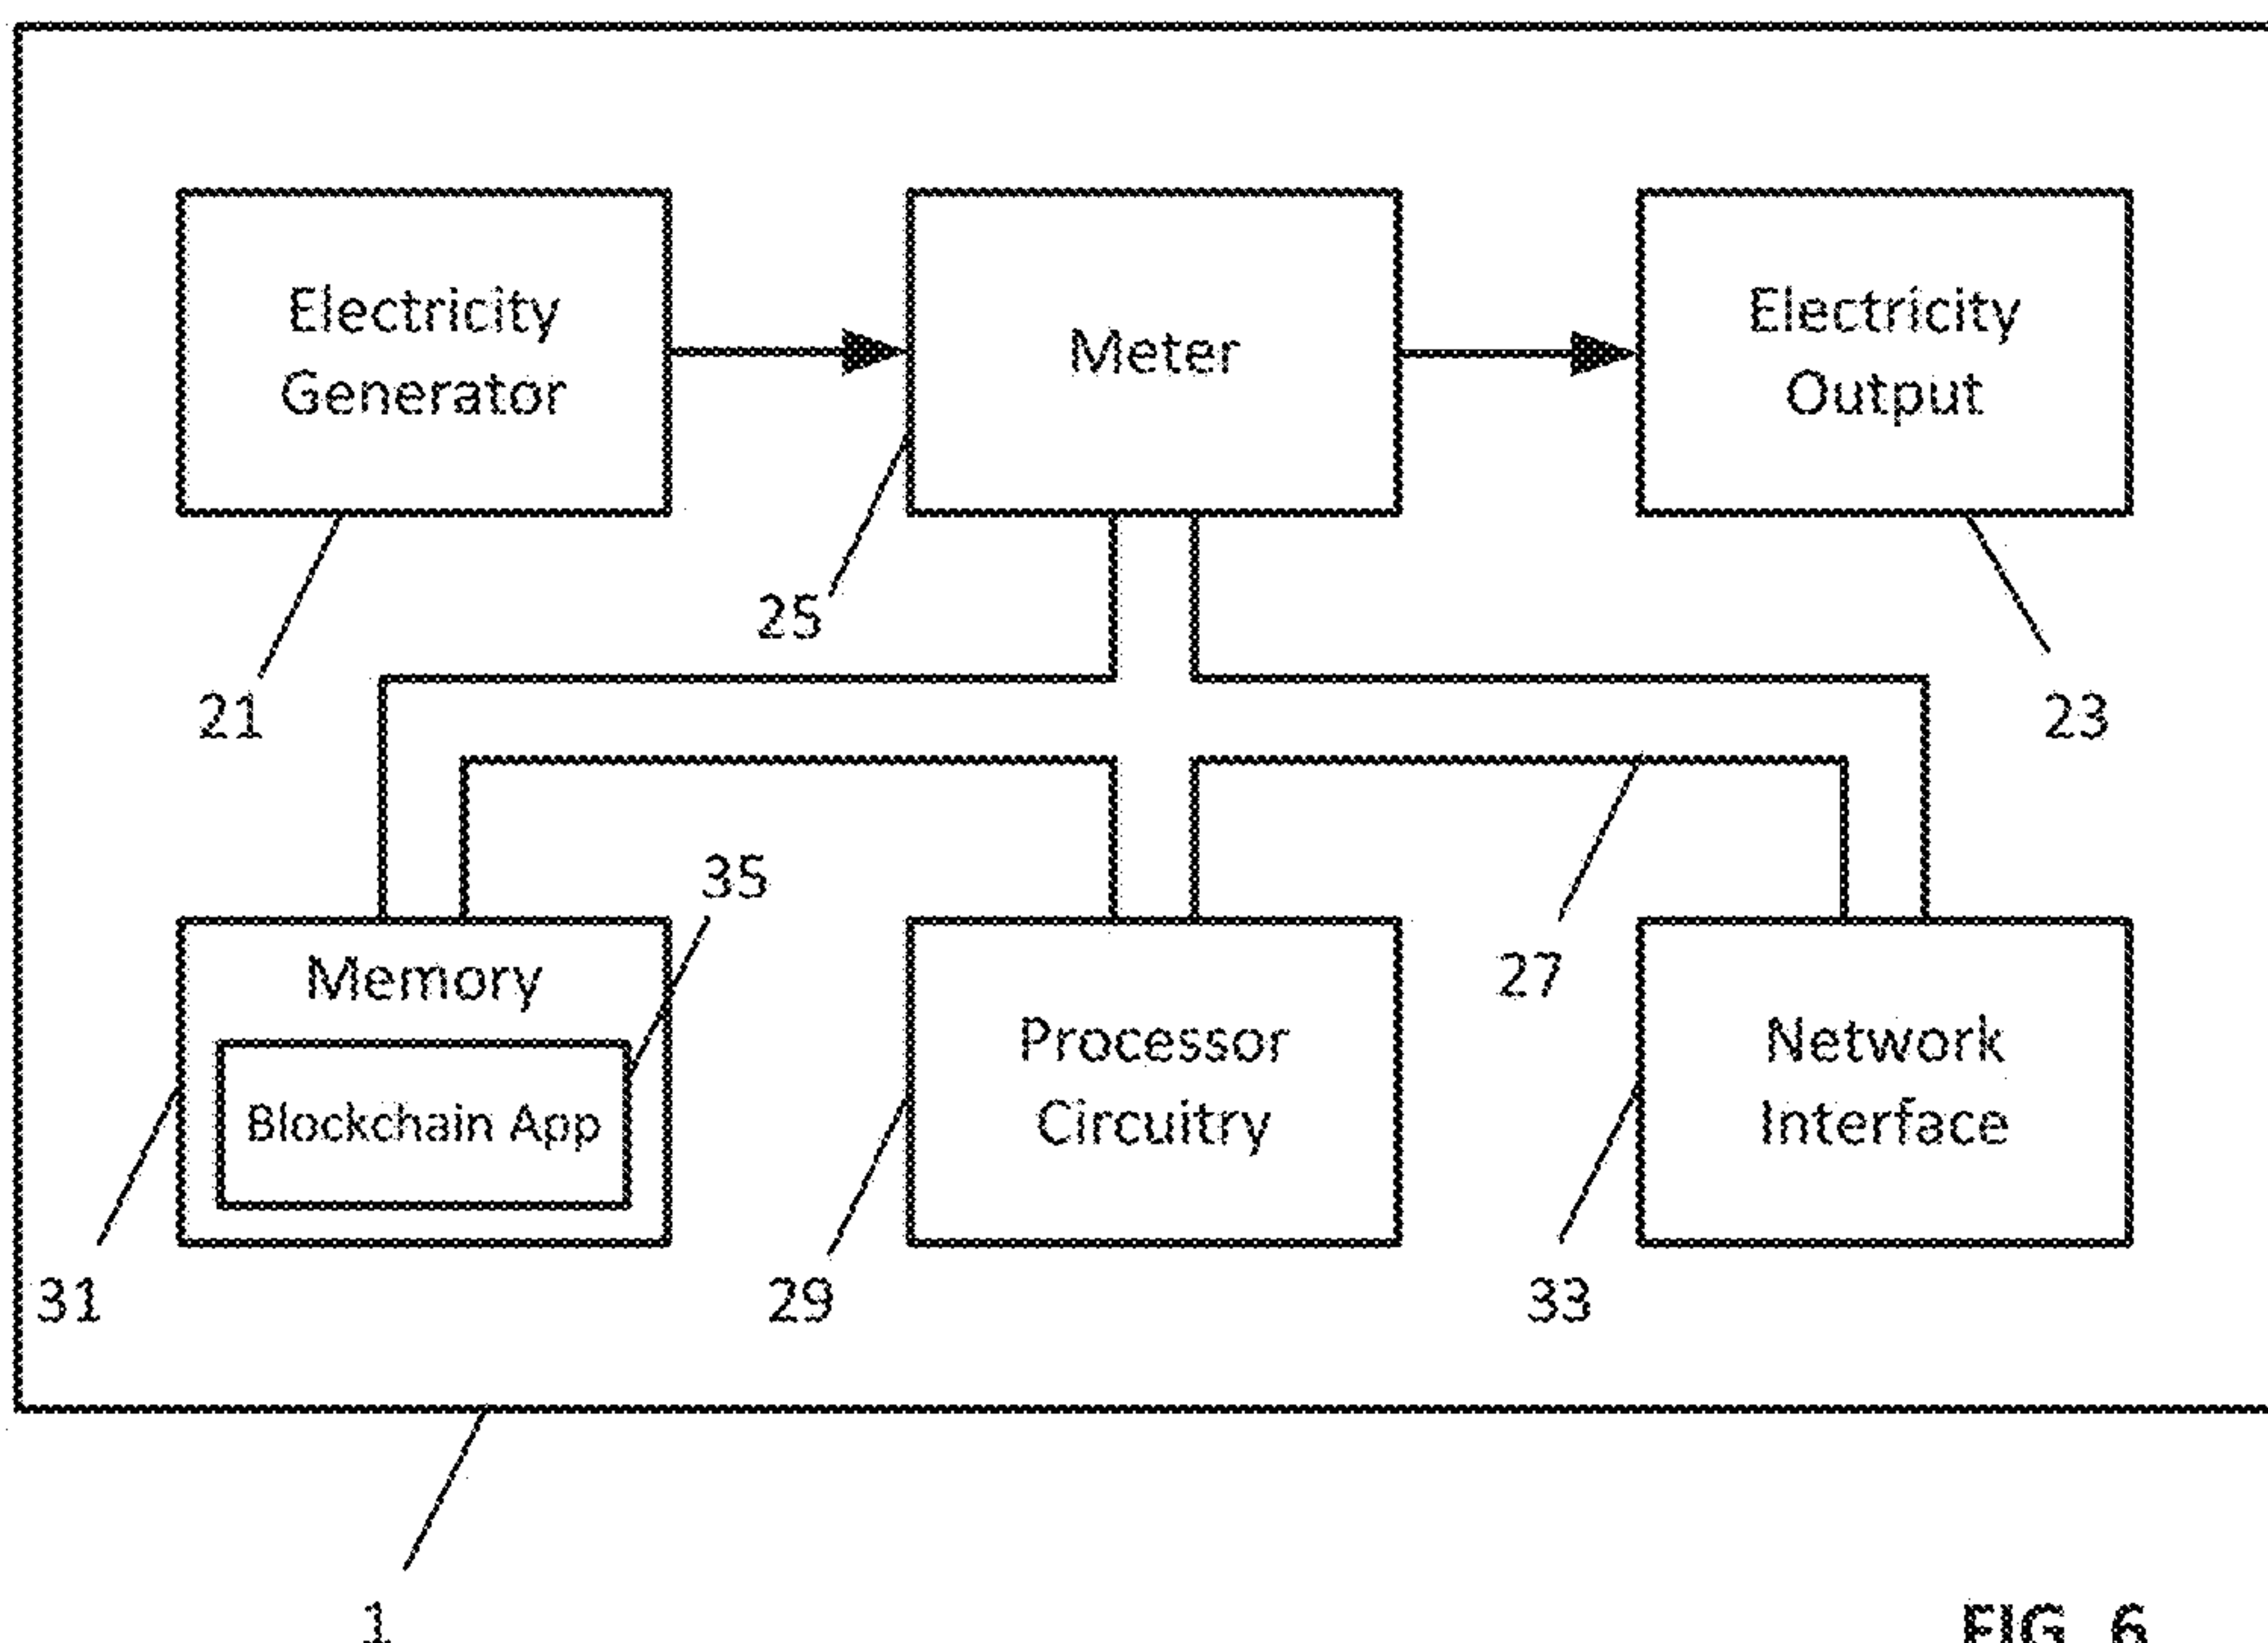 Electricity
Generator
Meter
Electricity
Output
25
21
23
35
27
Memory
Blockchain App
Processor
Circuitry
Network
Interface
31
29
33
1
FIG. 6